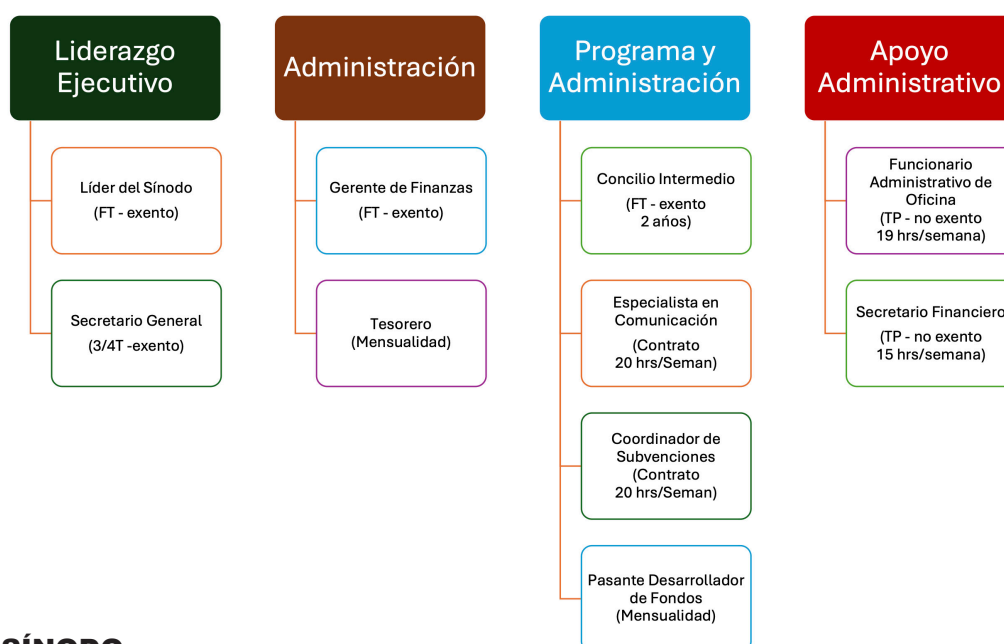 Liderazgo
Ejecutivo
Líder del Sínodo
(FT - exento)
Secretario General
(3/4T -exento)
Administración
Gerente de Finanzas
(FT - exento)
Tesorero
(Mensualidad)
Programa y
Administración
Concilio Intermedio
(FT - exento
2 años)
Especialista en
Comunicación
(Contrato
20 hrs/Seman)
Coordinador de
Subvenciones
(Contrato
20 hrs/Seman)
Pasante Desarrollador
de Fondos
(Mensualidad)
Apoyo
Administrativo
Funcionario
Administrativo de
Oficina
(TP - no exento
19 hrs/semana)
Secretario Financiero
(TP - no exento
15 hrs/semana)
SÍNODO